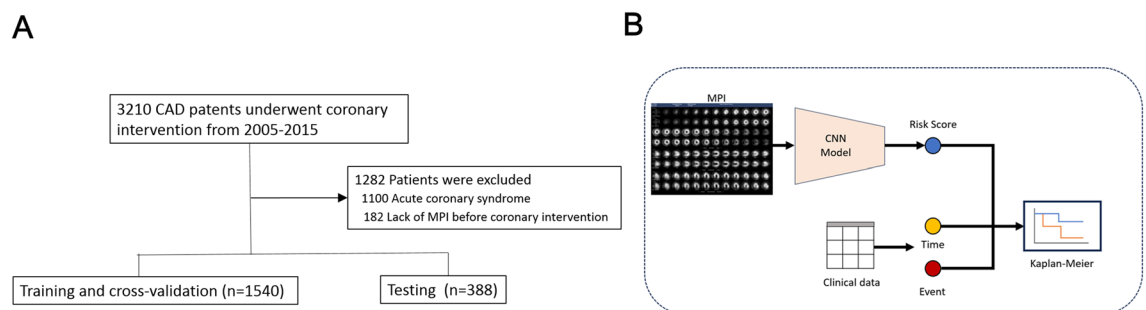 A
3210 CAD patents underwent coronary
intervention from 2005-2015
1282 Patients were excluded
1100 Acute coronary syndrome
182 Lack of MPI before coronary intervention
Training and cross-validation (n=1540)
Testing (n=388)
B
MPI
CNN
Model
Risk Score
Clinical data
Time
Event
Kaplan-Meier